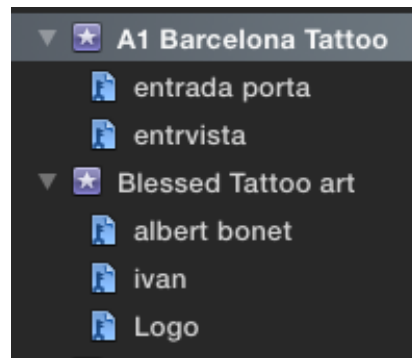 A1 Barcelona Tattoo
entrada porta
entrvista
Blessed Tattoo art
albert bonet
ivan
Logo